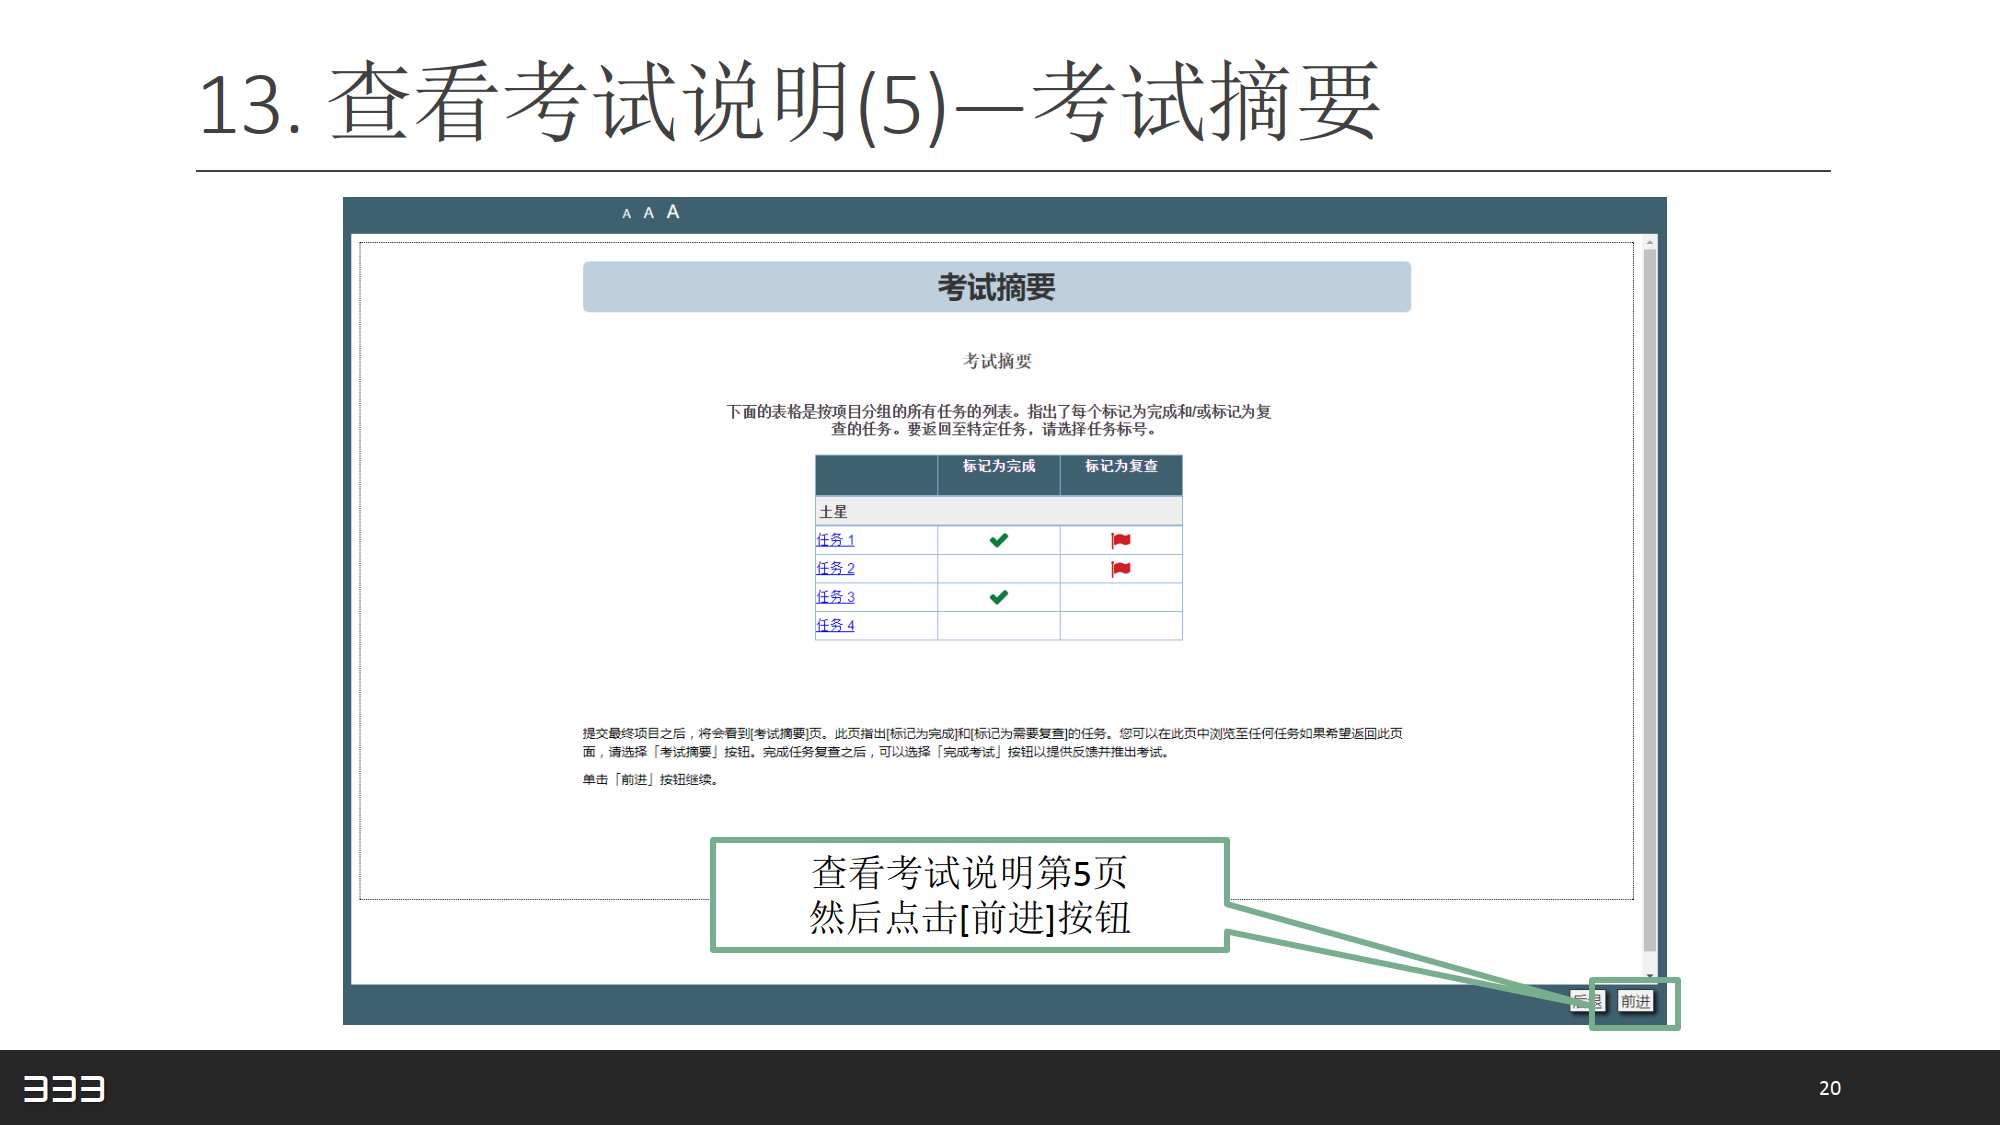 13. 查看考试说明(5)—考试摘要
A A A
考试摘要
考试摘要
下面的表格是按项目分组的所有任务的列表。指出了每个标记为完成和/或标记为复
查的任务。要返回至特定任务，请选择任务标号。
标记为完成 标记为复查
土星
任务 1
任务 2
任务 3
任务 4
提交最终项目之后，将会看到[考试摘要]页。此页指出[标记为完成]和[标记为需要复查]的任务。您可以在此页中浏览至任何任务如果希望返回此页
面，请选择「考试摘要」按钮。完成任务复查之后，可以选择「完成考试」按钮以提供反馈并推出考试。
单击「前进」按钮继续。
查看考试说明第5页
然后点击[前进]按钮
后退 前进
333
20